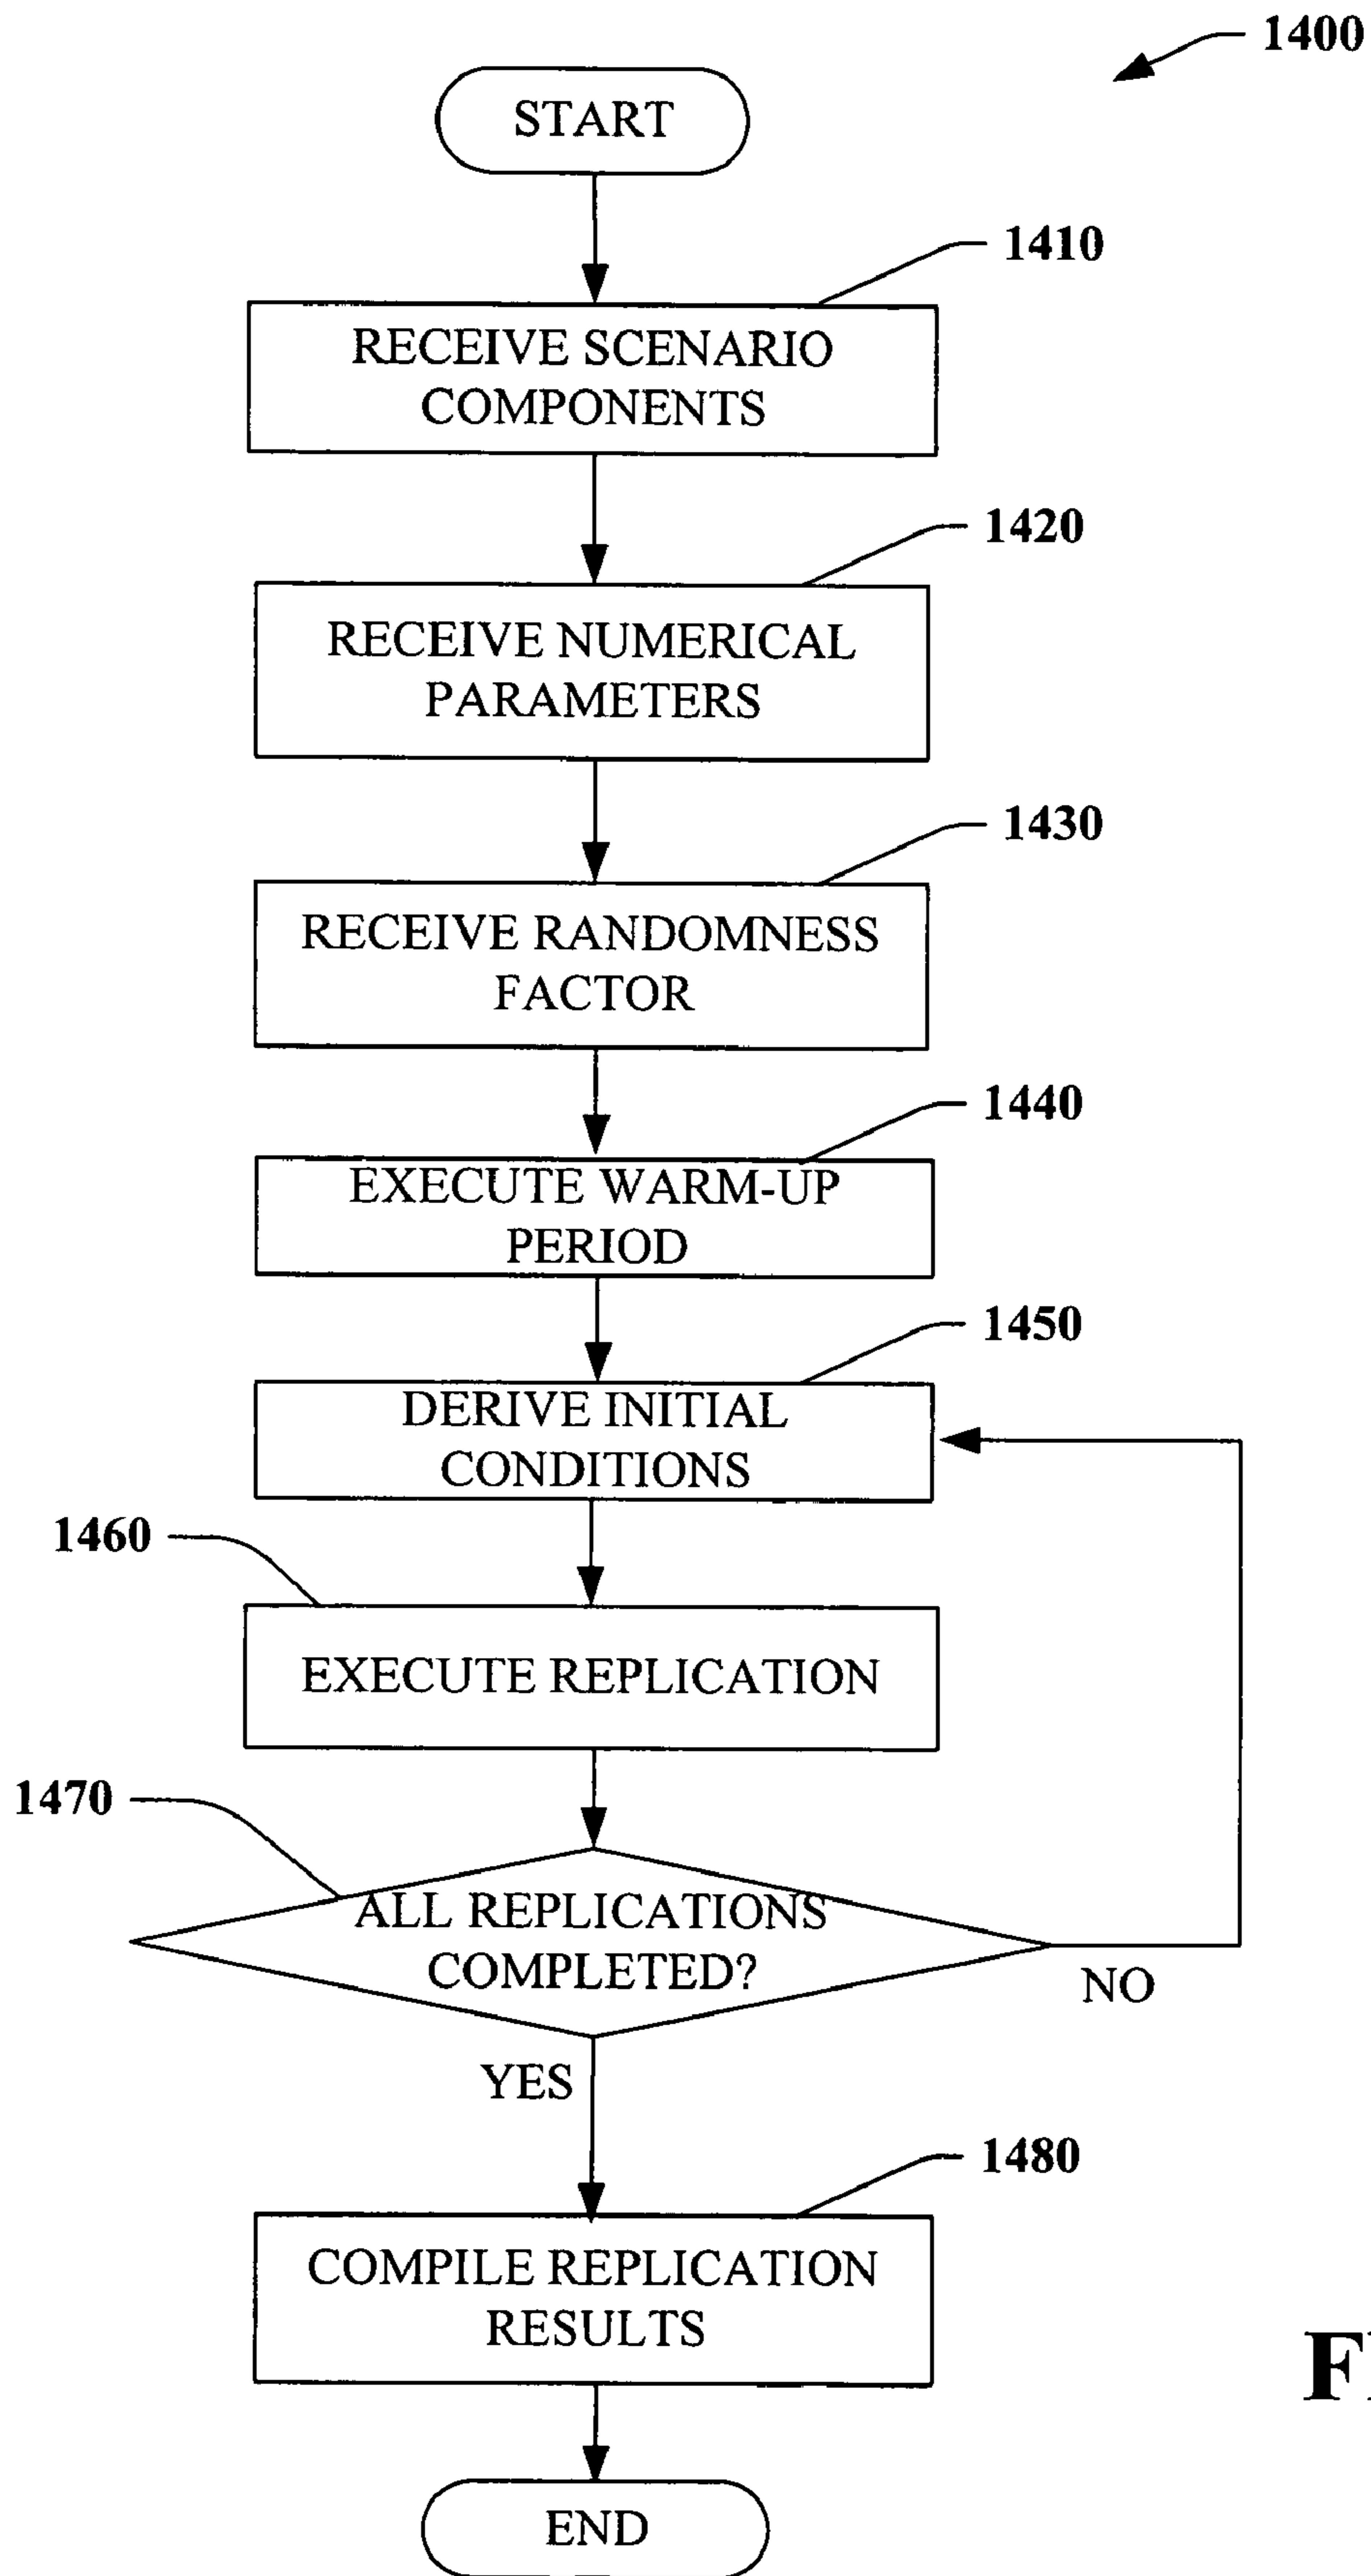 1400
START
1410
RECEIVE SCENARIO
COMPONENTS
1420
RECEIVE NUMERICAL
PARAMETERS
1430
RECEIVE RANDOMNESS
FACTOR
1440
EXECUTE WARM-UP
PERIOD
1450
DERIVE INITIAL
CONDITIONS
1460
EXECUTE REPLICATION
1470
ALL REPLICATIONS
COMPLETED?
NO
YES
1480
COMPILE REPLICATION
RESULTS
END